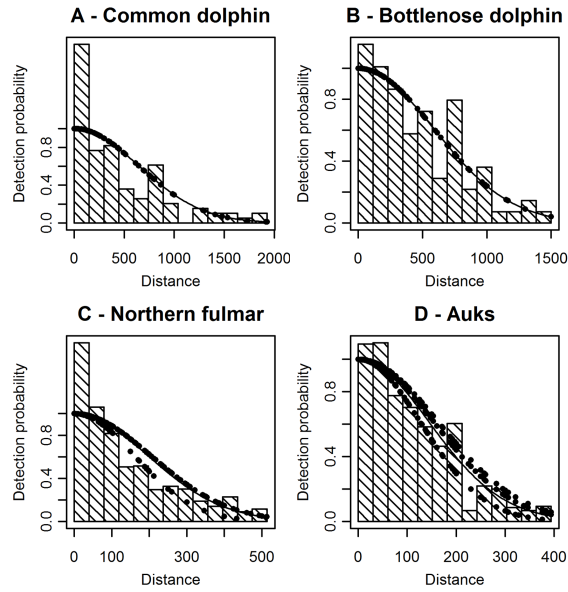 A - Common dolphin
Detection probability
0.0 0.4 0.8
0 500 1000 1500 2000
Distance
B - Bottlenose dolphin
Detection probability
0.0 0.4 0.8
0 500 1000 1500
Distance
C - Northern fulmar
Detection probability
0.0 0.4 0.8
0 100 300 500
Distance
D - Auks
Detection probability
0.0 0.4 0.8
0 100 200 300 400
Distance